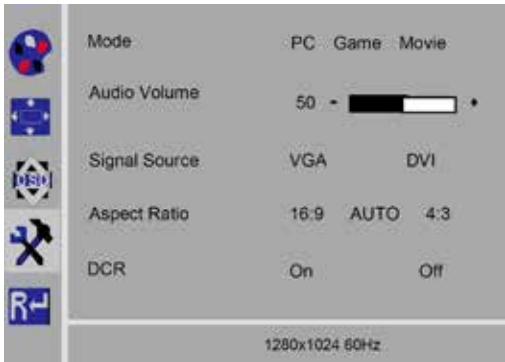 Mode PC Game Movie
Audio Volume 50 - +
Signal Source VGA DVI
OSD
Aspect Ratio 16:9 AUTO 4:3
DCR On Off
R
1280x1024 60Hz